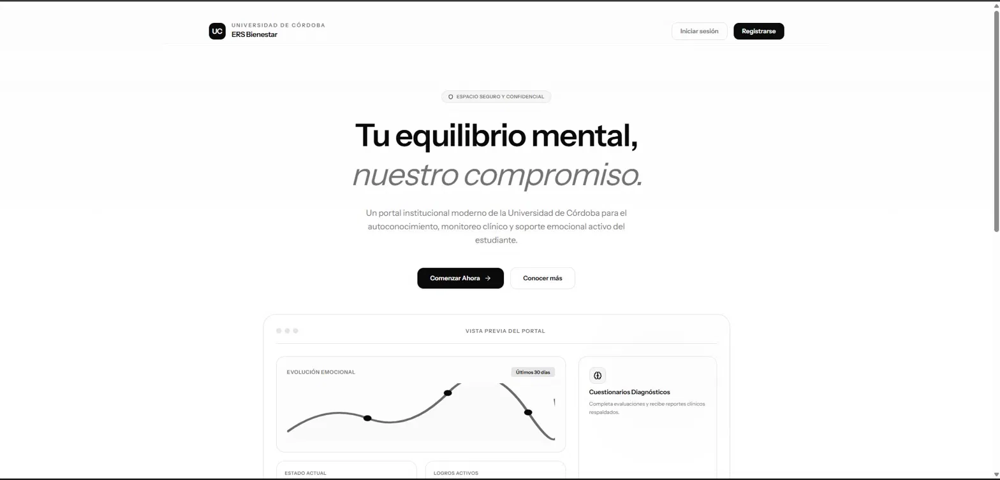 UC
UNIVERSIDAD DE CÓRDOBA
ERS Bienestar
Iniciar sesión
Registrarse
ESPACIO SEGURO Y CONFIDENCIAL
Tu equilibrio mental,
nuestro compromiso.
Un portal institucional moderno de la Universidad de Córdoba para el
autoconocimiento, monitoreo clínico y soporte emocional activo del
estudiante.
Comenzar Ahora →
Conocer más
VISTA PREVIA DEL PORTAL
EVOLUCIÓN EMOCIONAL
Últimos 30 días
Cuestionarios Diagnósticos
Completa evaluaciones y recibe reportes clínicos
respaldados.
ESTADO ACTUAL
LOGROS ACTIVOS